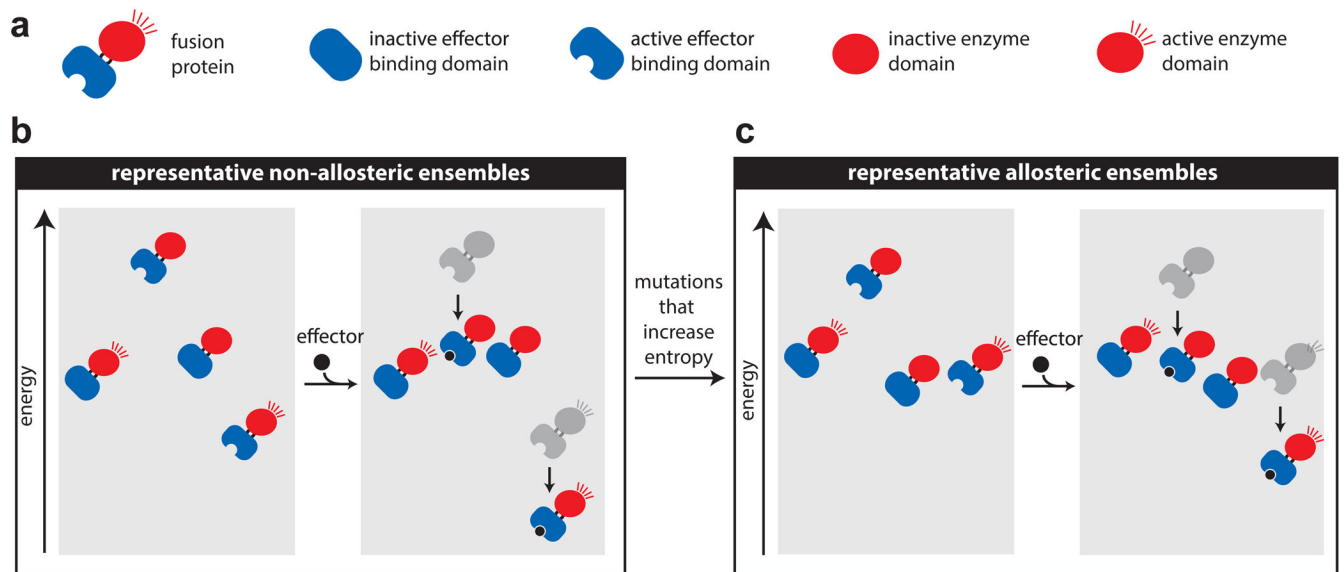 a
fusion
protein
inactive effector
binding domain
active effector
binding domain
inactive enzyme
domain
active enzyme
domain
b
representative non-allosteric ensembles
energy
effector
mutations
that
increase
entropy
c
representative allosteric ensembles
energy
effector